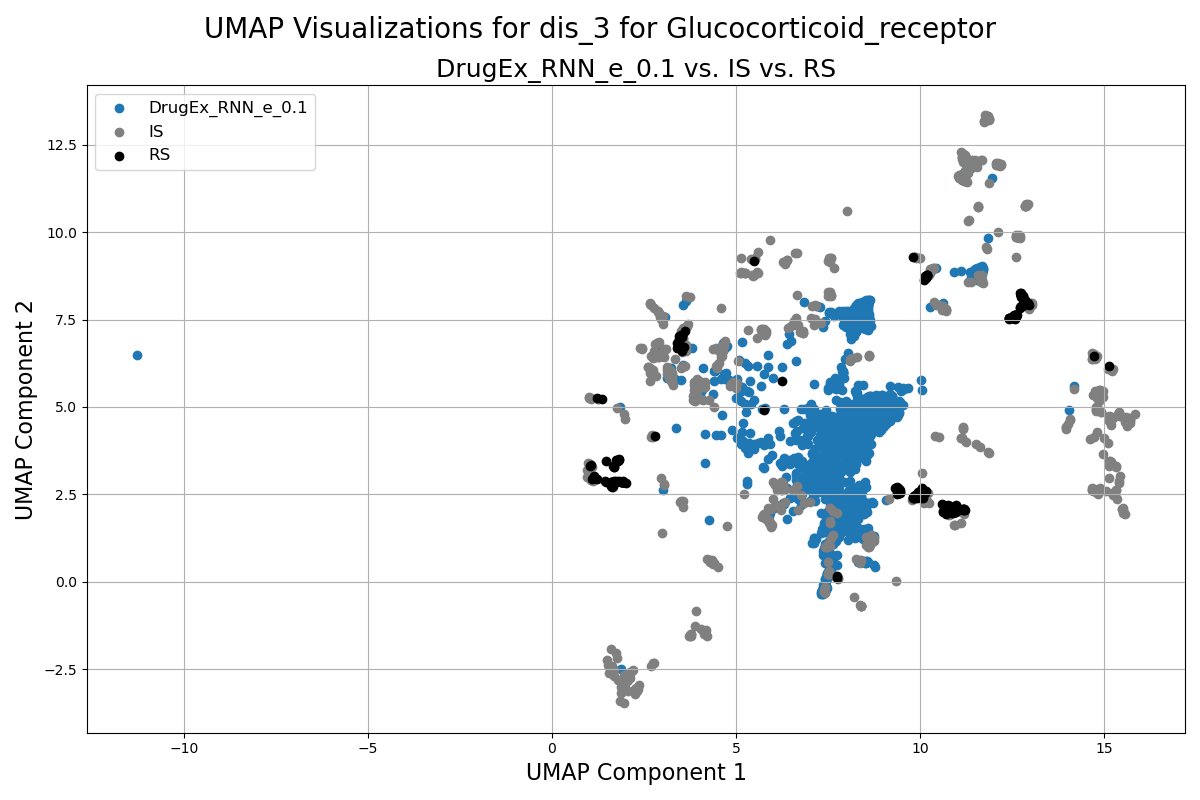 UMAP Visualizations for dis_3 for Glucocorticoid_receptor
DrugEx_RNN_e_0.1 vs. IS vs. RS
DrugEx_RNN_e_0.1
IS
RS
UMAP Component 2
12.5
10.0
7.5
5.0
2.5
0.0
−2.5
−10
−5
0
5
10
15
UMAP Component 1